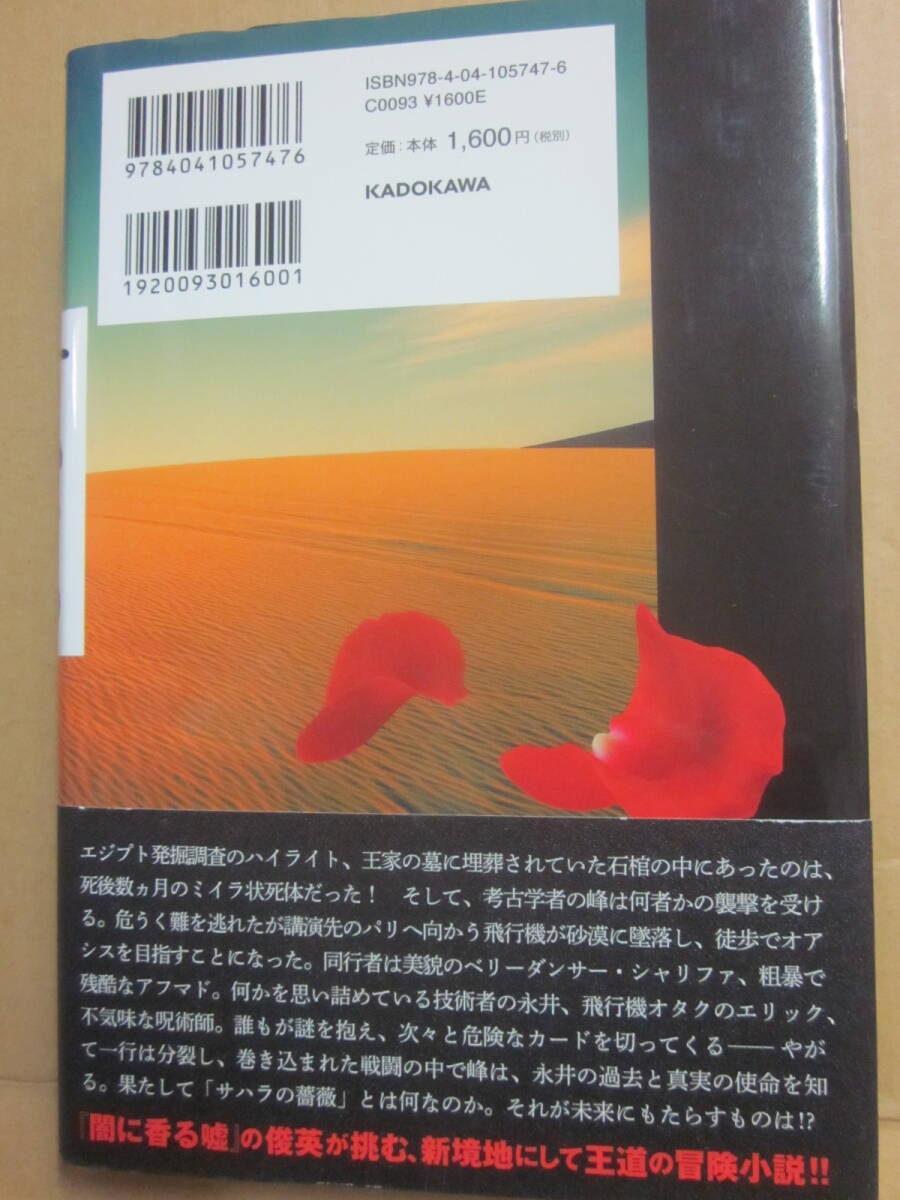 ISBN978-4-04-105747-6
C0093 ¥1600E
定価:本体 1,600円(税別)
KADOKAWA
9784041057476
1920093016001
エジプト発掘調査のハイライト、王家の墓に埋葬されていた石棺の中にあったのは、
死後数ヵ月のミイラ状死体だった! そして、考古学者の峰は何者かの襲撃を受け
る。危うく難を逃れたが講演先のパリへ向かう飛行機が砂漠に墜落し、徒歩でオア
シスを目指すことになった。同行者は美貌のベリーダンサー・シャリファ、粗暴で
残酷なアフマド。何かを思い詰めている技術者の永井、飛行機オタクのエリック、
不気味な呪術師。誰もが謎を抱え、次々と危険なカードを切ってくる――やが
て一行は分裂し、巻き込まれた戦闘の中で峰は、永井の過去と真実の使命を知
る。果たして「サハラの薔薇」とは何なのか。それが未来にもたらすものは!?
『闇に香る嘘』の俊英が挑む、新境地にして王道の冒険小説!!